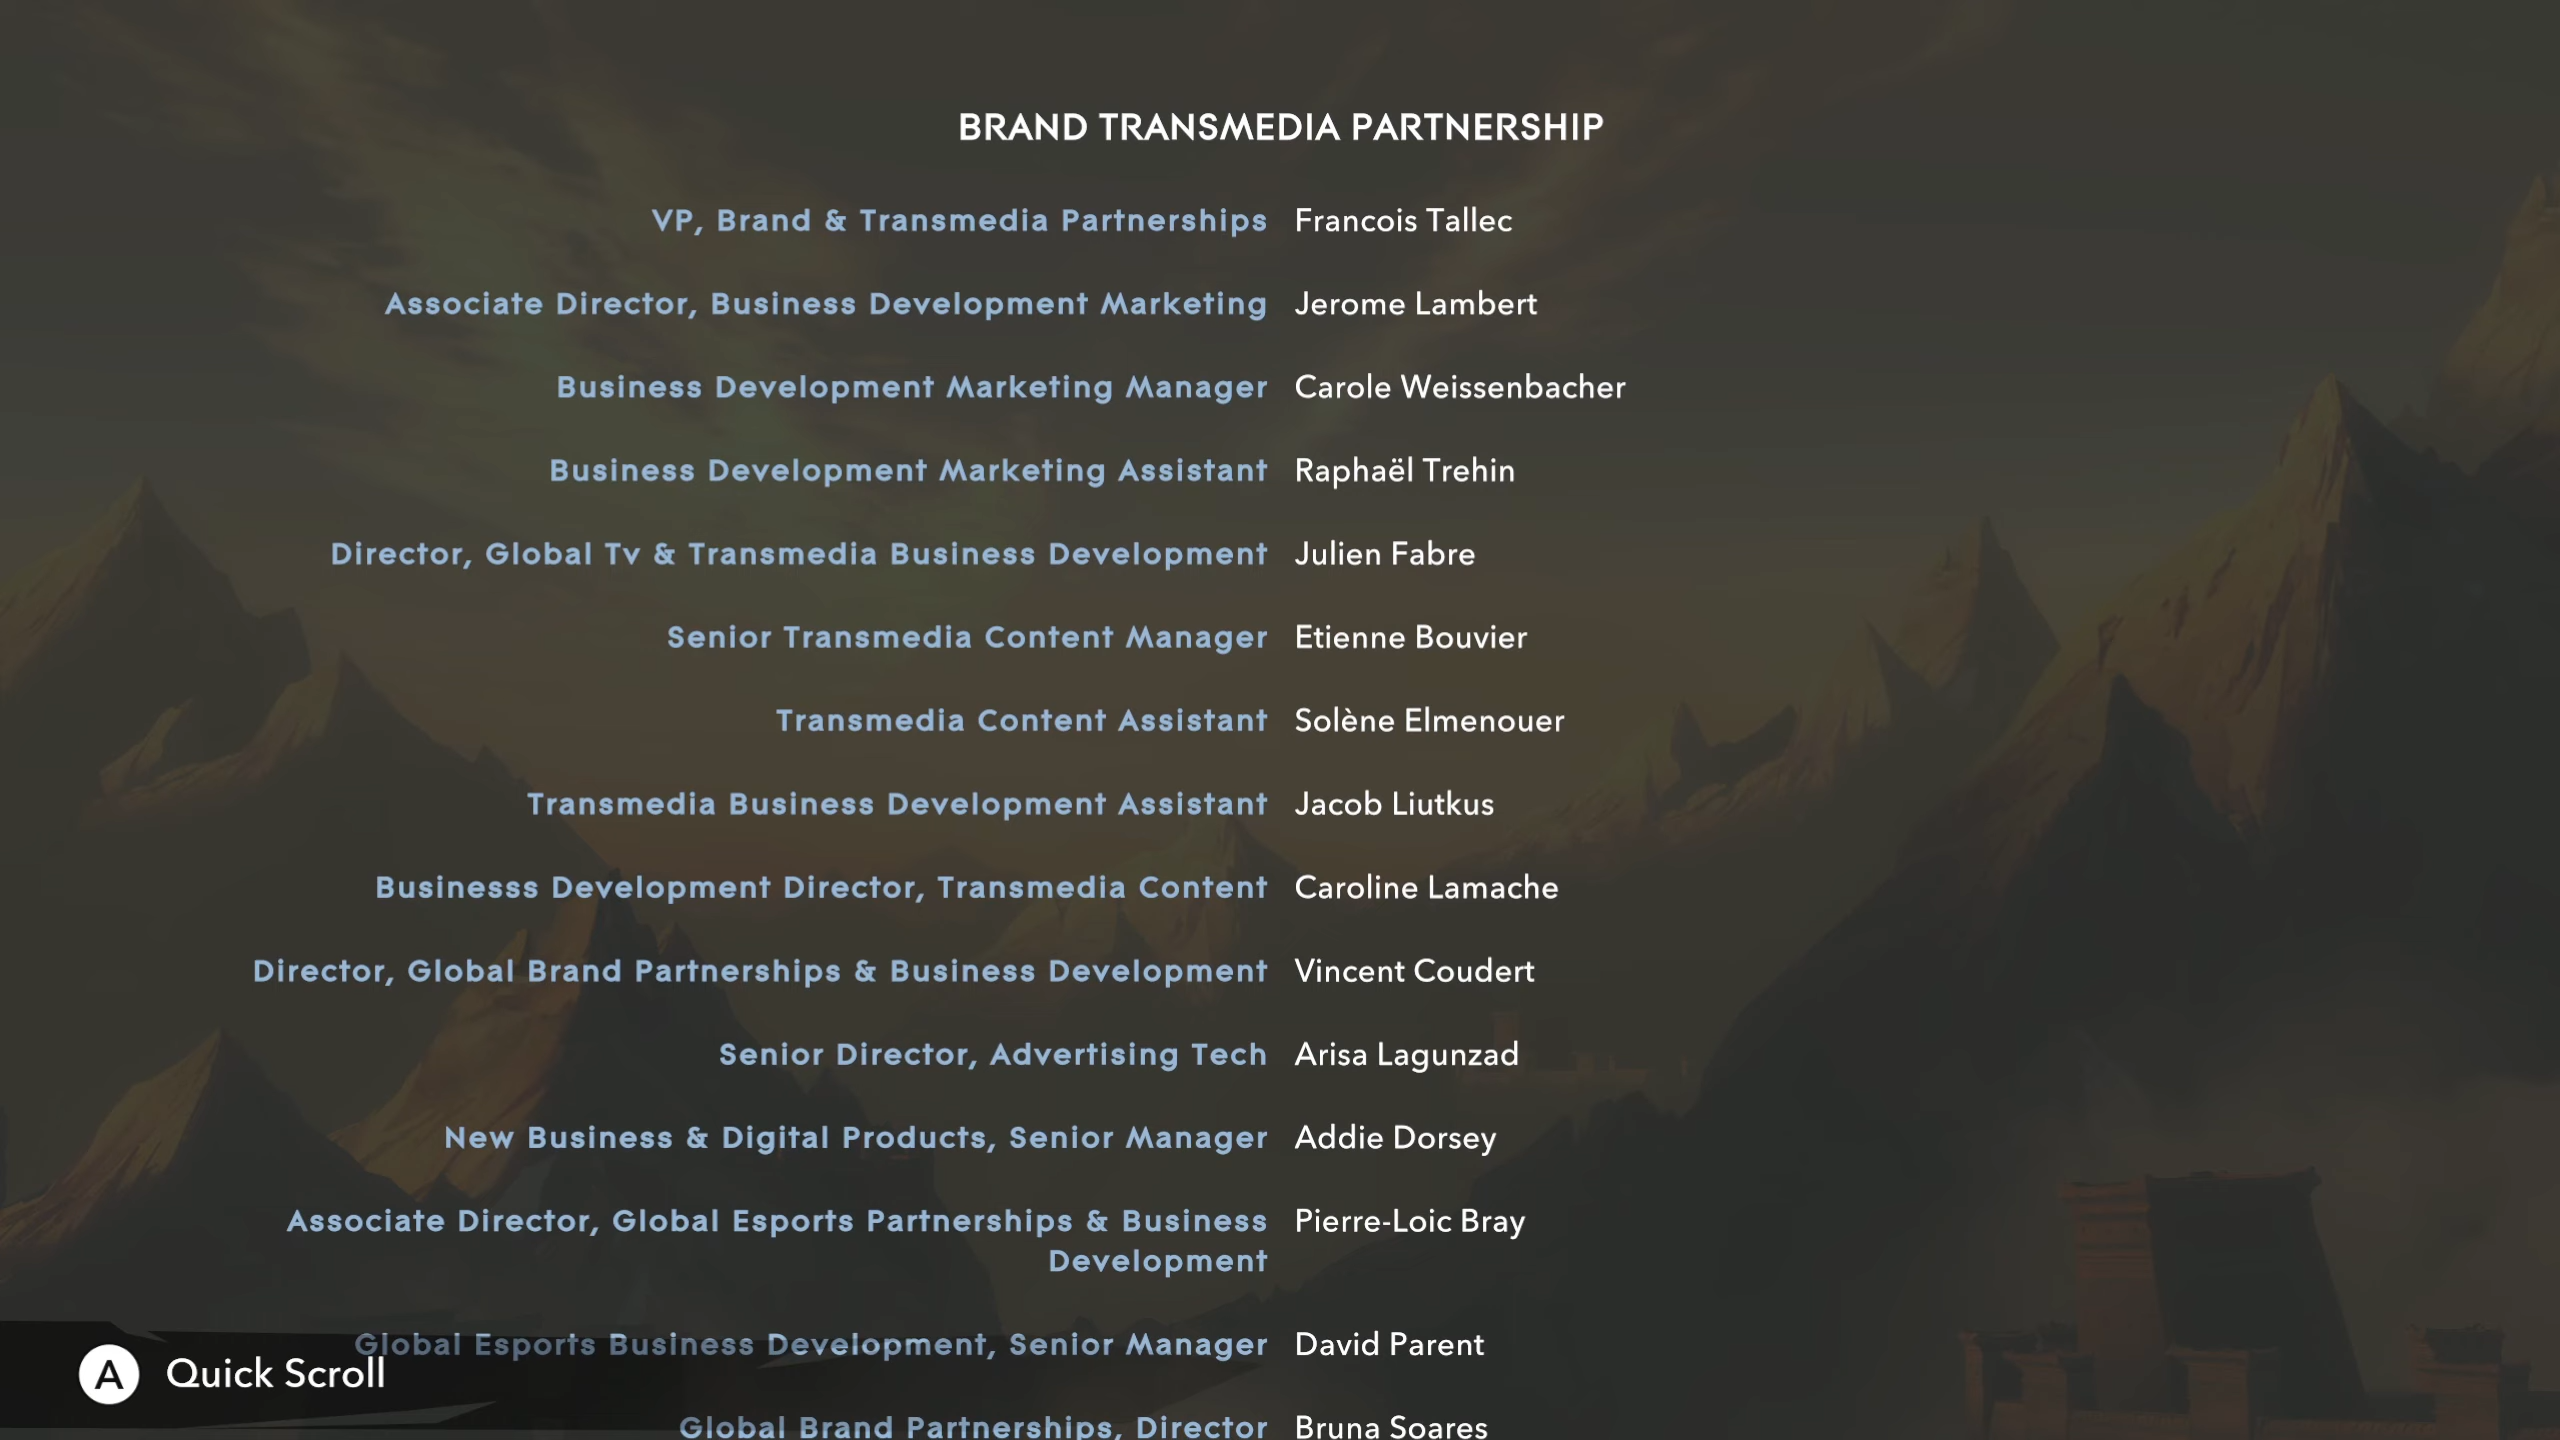 BRAND TRANSMEDIA PARTNERSHIP
VP, Brand & Transmedia Partnerships Francois Tallec
Associate Director, Business Development Marketing Jerome Lambert
Business Development Marketing Manager Carole Weissenbacher
Business Development Marketing Assistant Raphaël Trehin
Director, Global Tv & Transmedia Business Development Julien Fabre
Senior Transmedia Content Manager Etienne Bouvier
Transmedia Content Assistant Solène Elmenouer
Transmedia Business Development Assistant Jacob Liutkus
Businesss Development Director, Transmedia Content Caroline Lamache
Director, Global Brand Partnerships & Business Development Vincent Coudert
Senior Director, Advertising Tech Arisa Lagunzad
New Business & Digital Products, Senior Manager Addie Dorsey
Associate Director, Global Esports Partnerships & Business Pierre-Loic Bray
Development
Global Esports Business Development, Senior Manager David Parent
A Quick Scroll
Global Brand Partnerships, Director Bruna Soares